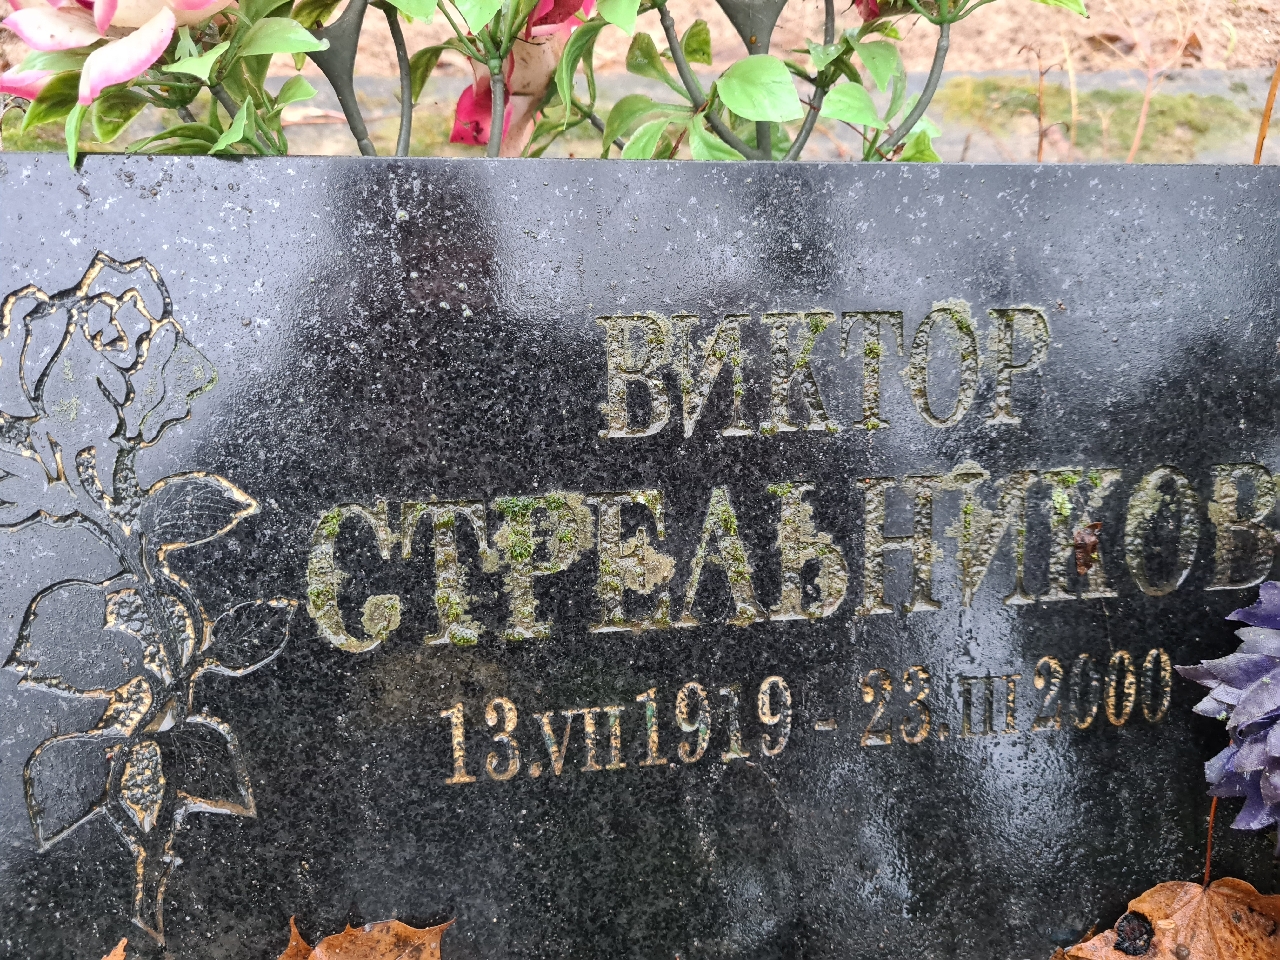 ВИКТОР
СТРЕЛЬНИКОВ
13.VII 1919 - 23.III 2000